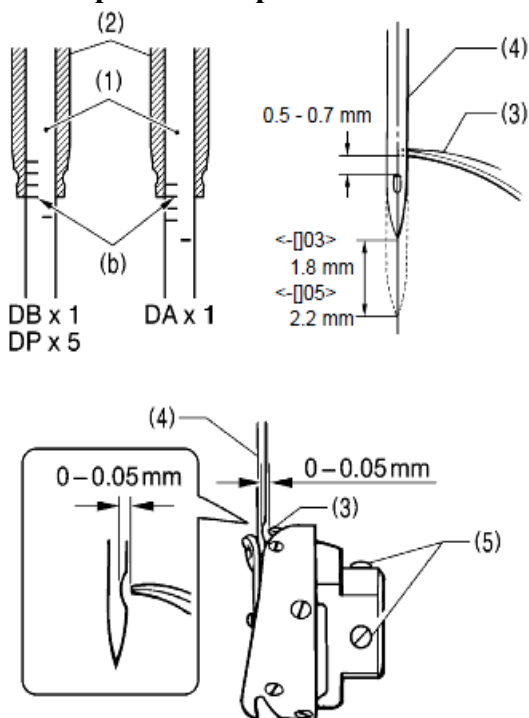 (2)
(1)
(b)
DB x 1
DP x 5
DA x 1
(4)
0.5 - 0.7 mm
(3)
<-[]03>
1.8 mm
<-[]05>
2.2 mm
(4)
0-0.05mm
0-0.05mm
(3)
(5)